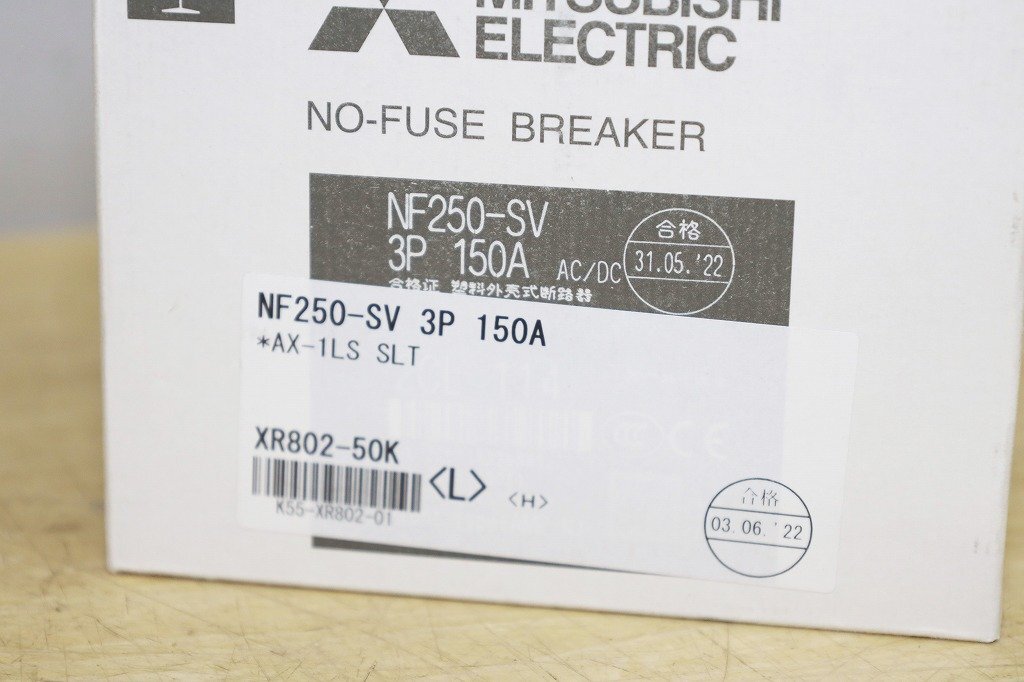 MITSUBISHI
ELECTRIC
NO-FUSE BREAKER
NF250-SV
3P 150A AC/DC
合格
31.05.'22
合格证 塑料外壳式断路器
NF250-SV 3P 150A
*AX-1LS SLT
XR802-50K
<L> <H>
K55-XR802-01
合格
03.06.'22